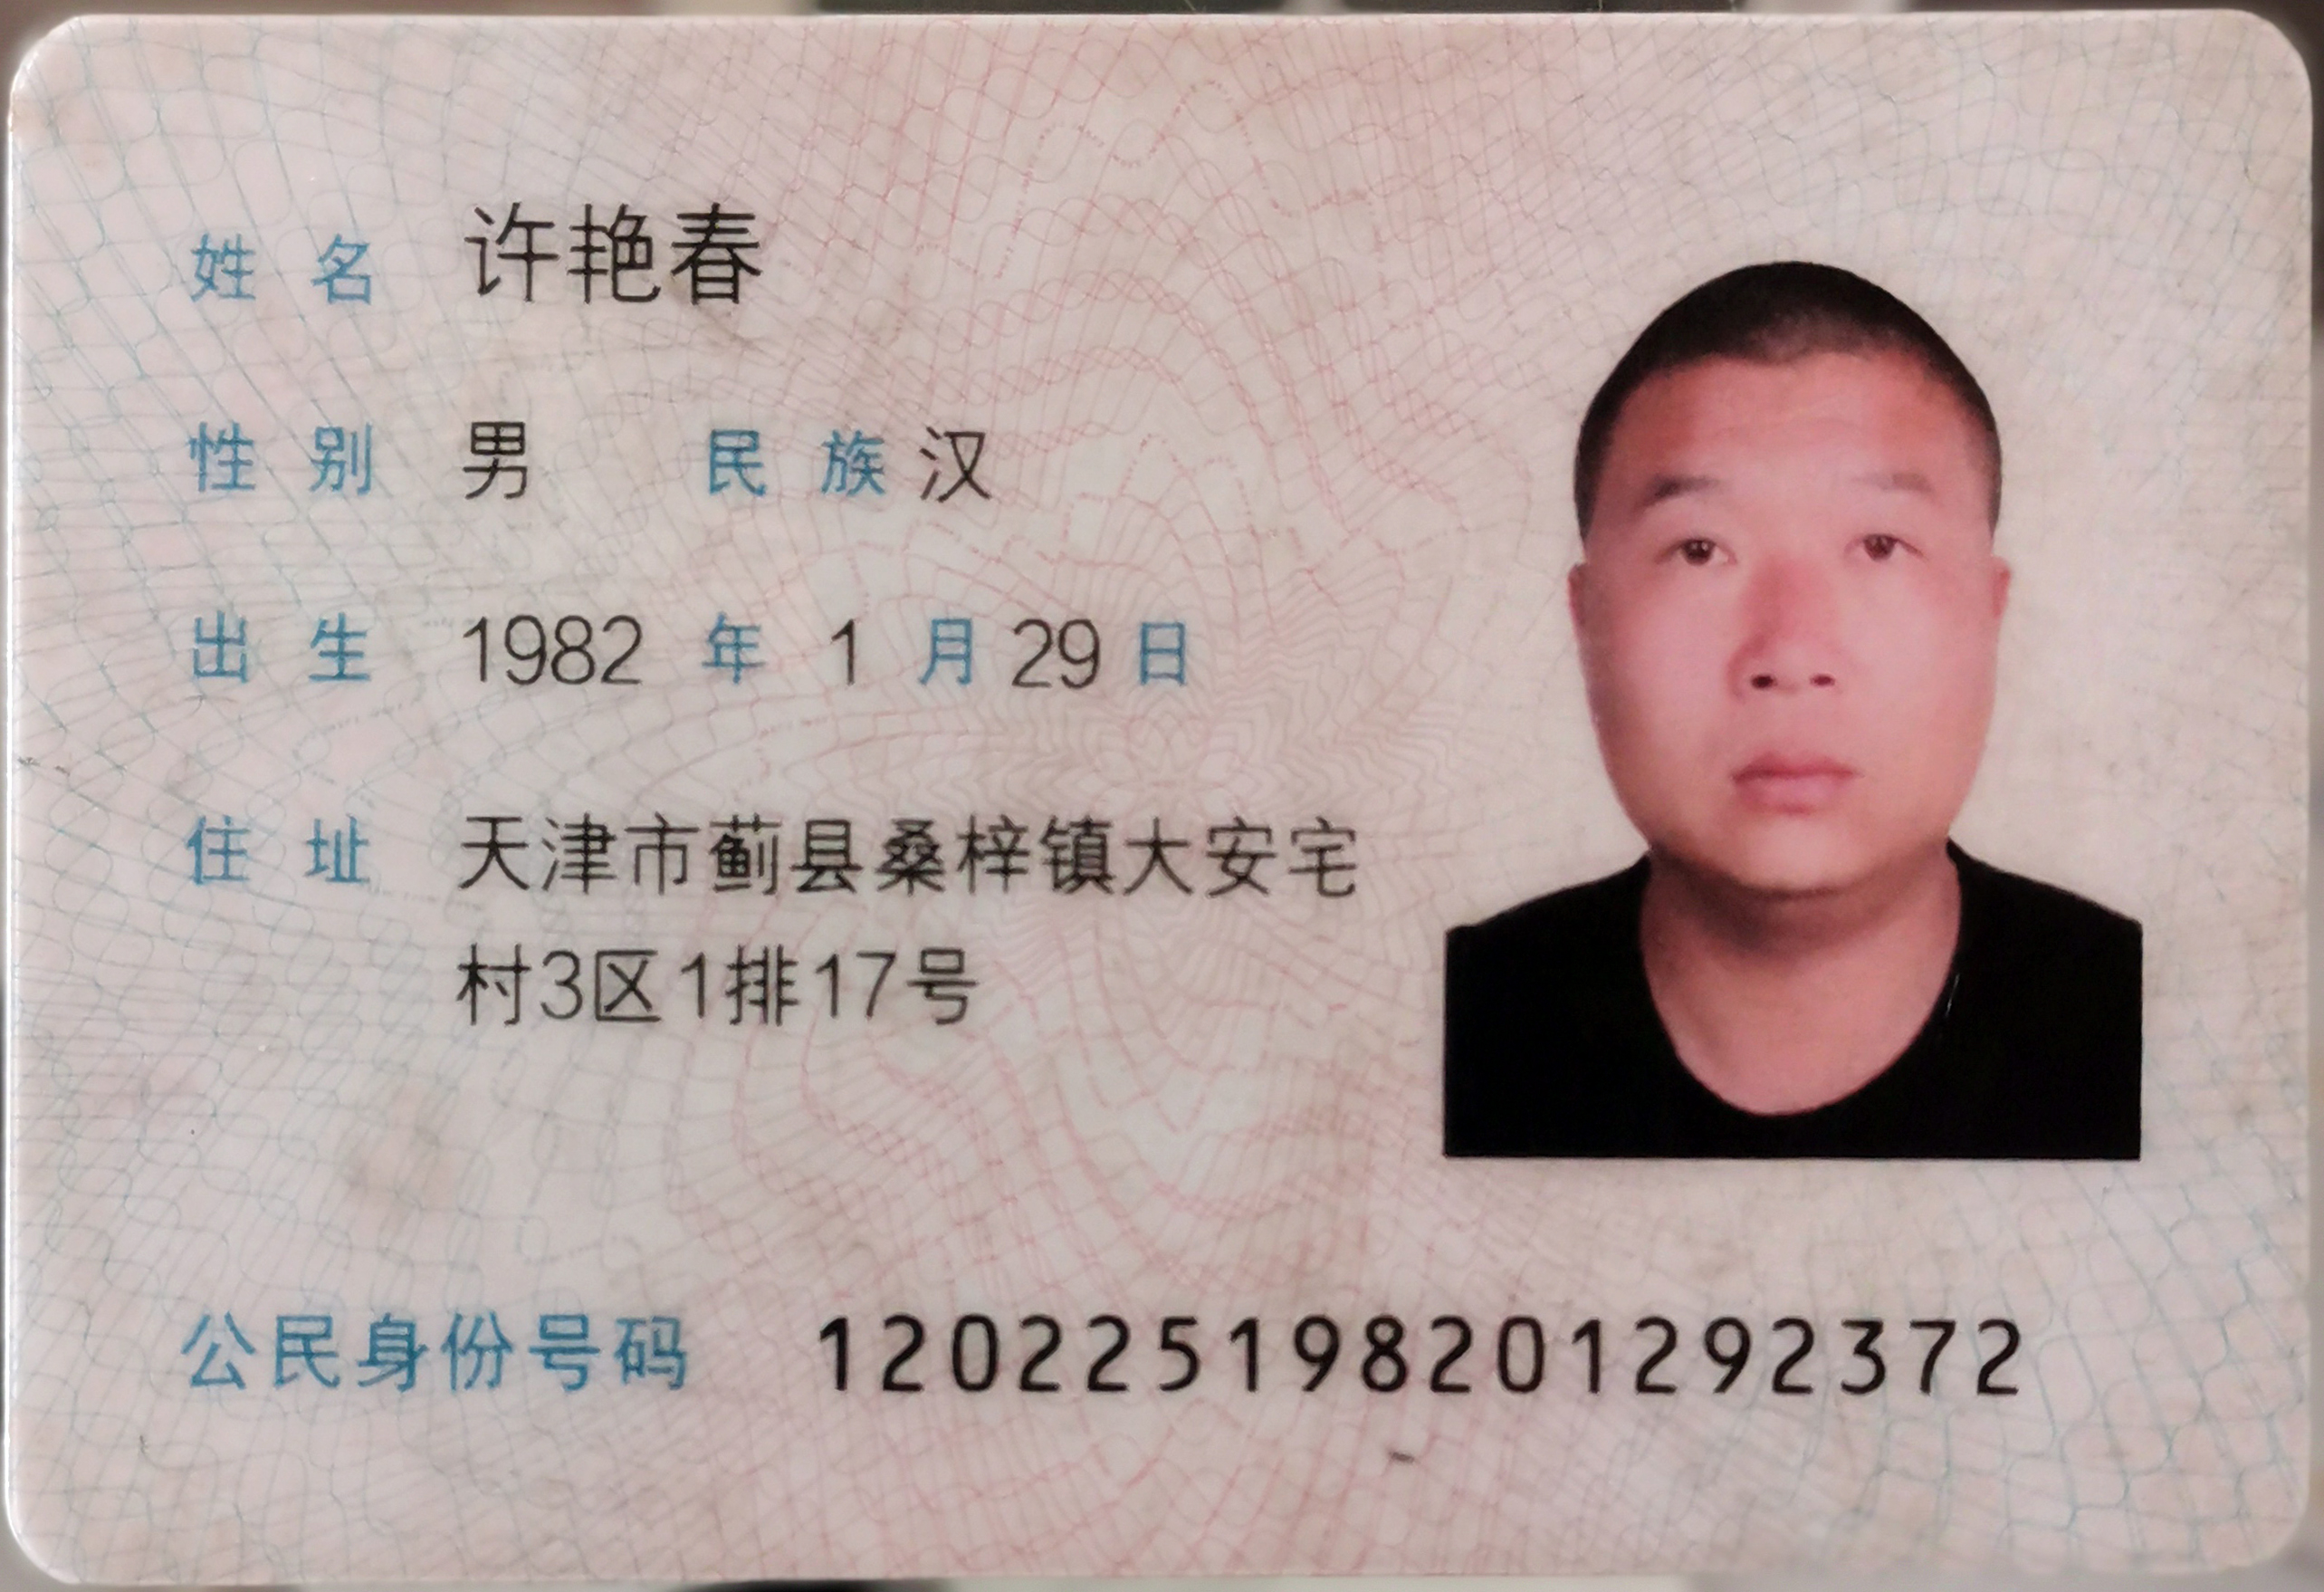 姓名 许艳春
性别 男 民族 汉
出生 1982 年 1 月 29 日
住址 天津市蓟县桑梓镇大安宅
村3区1排17号
公民身份号码 120225198201292372